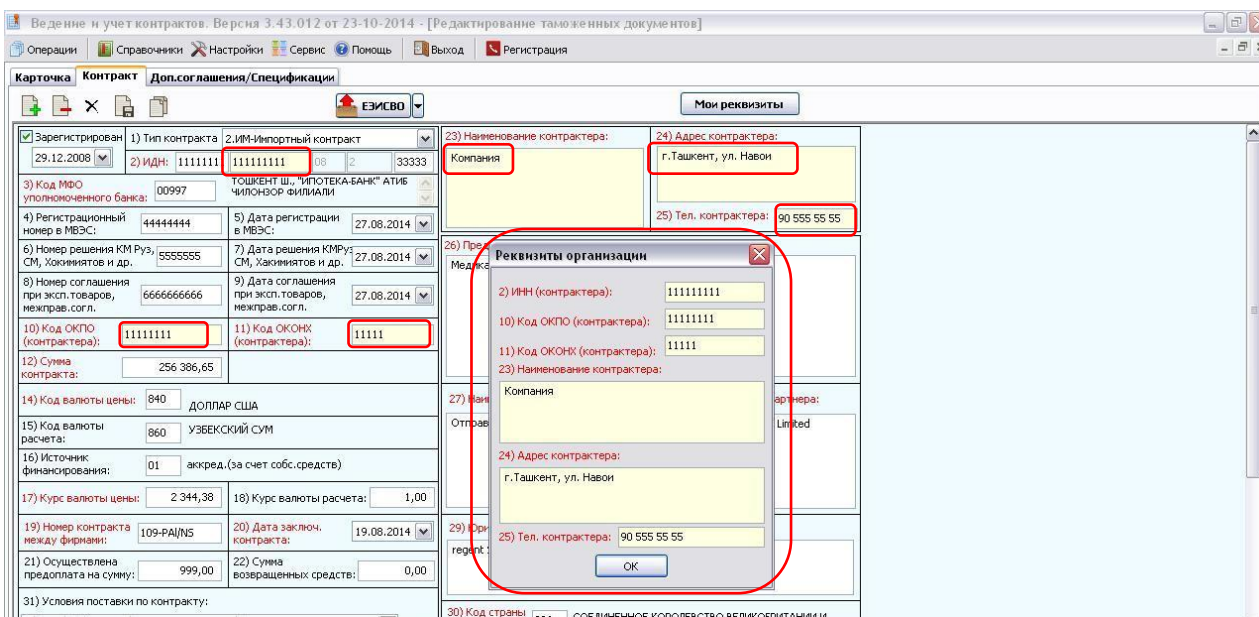 Ведение и учет контрактов. Версия 3.43.012 от 23-10-2014 - [Редактирование таможенных документов]
Операции Справочники Настройки Сервис Помощь Выход Регистрация
Карточка Контракт Доп.соглашения/Спецификации
ЕЭИСВО Мои реквизиты
Зарегистрирован 1) Тип контракта 2.ИМ-Импортный контракт
29.12.2008 2) ИДН: 1111111 111111111 08 2 33333
3) Код МФО
уполномоченного банка: 00997
ТОШКЕНТ Ш., "ИПОТЕКА-БАНК" АТИБ
ЧИЛОНЗОР ФИЛИАЛИ
4) Регистрационный
номер в МВЭС: 44444444
5) Дата регистрации
в МВЭС: 27.08.2014
6) Номер решения КМ Руз,
СМ, Хокимиятов и др. 5555555
7) Дата решения КМРуз
СМ, Хакимиятов и др. 27.08.2014
8) Номер соглашения
при эксп.товаров,
межправ.согл. 6666666666
9) Дата соглашения
при эксп.товаров,
межправ.согл. 27.08.2014
10) Код ОКПО
(контрактера): 11111111
11) Код ОКОНХ
(контрактера): 11111
12) Сумма
контракта: 256 386,65
14) Код валюты цены: 840 ДОЛЛАР США
15) Код валюты
расчета: 860 УЗБЕКСКИЙ СУМ
16) Источник
финансирования: 01 аккред.(за счет собс.средств)
17) Курс валюты цены: 2 344,38 18) Курс валюты расчета: 1,00
19) Номер контракта
между фирмами: 109-PAl/NS
20) Дата заключ.
контракта: 19.08.2014
21) Осуществлена
предоплата на сумму: 999,00
22) Сумма
возвращенных средств: 0,00
31) Условия поставки по контракту:
23) Наименование контрактера:
Компания
24) Адрес контрактера:
г.Ташкент, ул. Навои
25) Тел. контрактера: 90 555 55 55
26)
27) артнера:
Limited
29)
regent
30) Код страны СОЕДИНЕННОЕ КОРОЛЕВСТВО ВЕЛИКОБРИТАНИИ И
Реквизиты организации
2) ИНН (контрактера): 111111111
10) Код ОКПО (контрактера): 11111111
11) Код ОКОНХ (контрактера): 11111
23) Наименование контрактера:
Компания
24) Адрес контрактера:
г.Ташкент, ул. Навои
25) Тел. контрактера: 90 555 55 55
OK